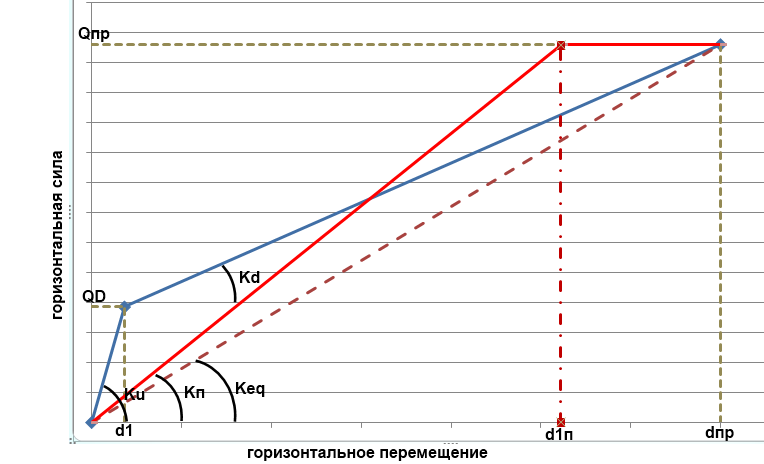 Qпр
горизонтальная сила
Kd
QD
Ku
Kп
Keq
d1
d1п
dпр
горизонтальное перемещение